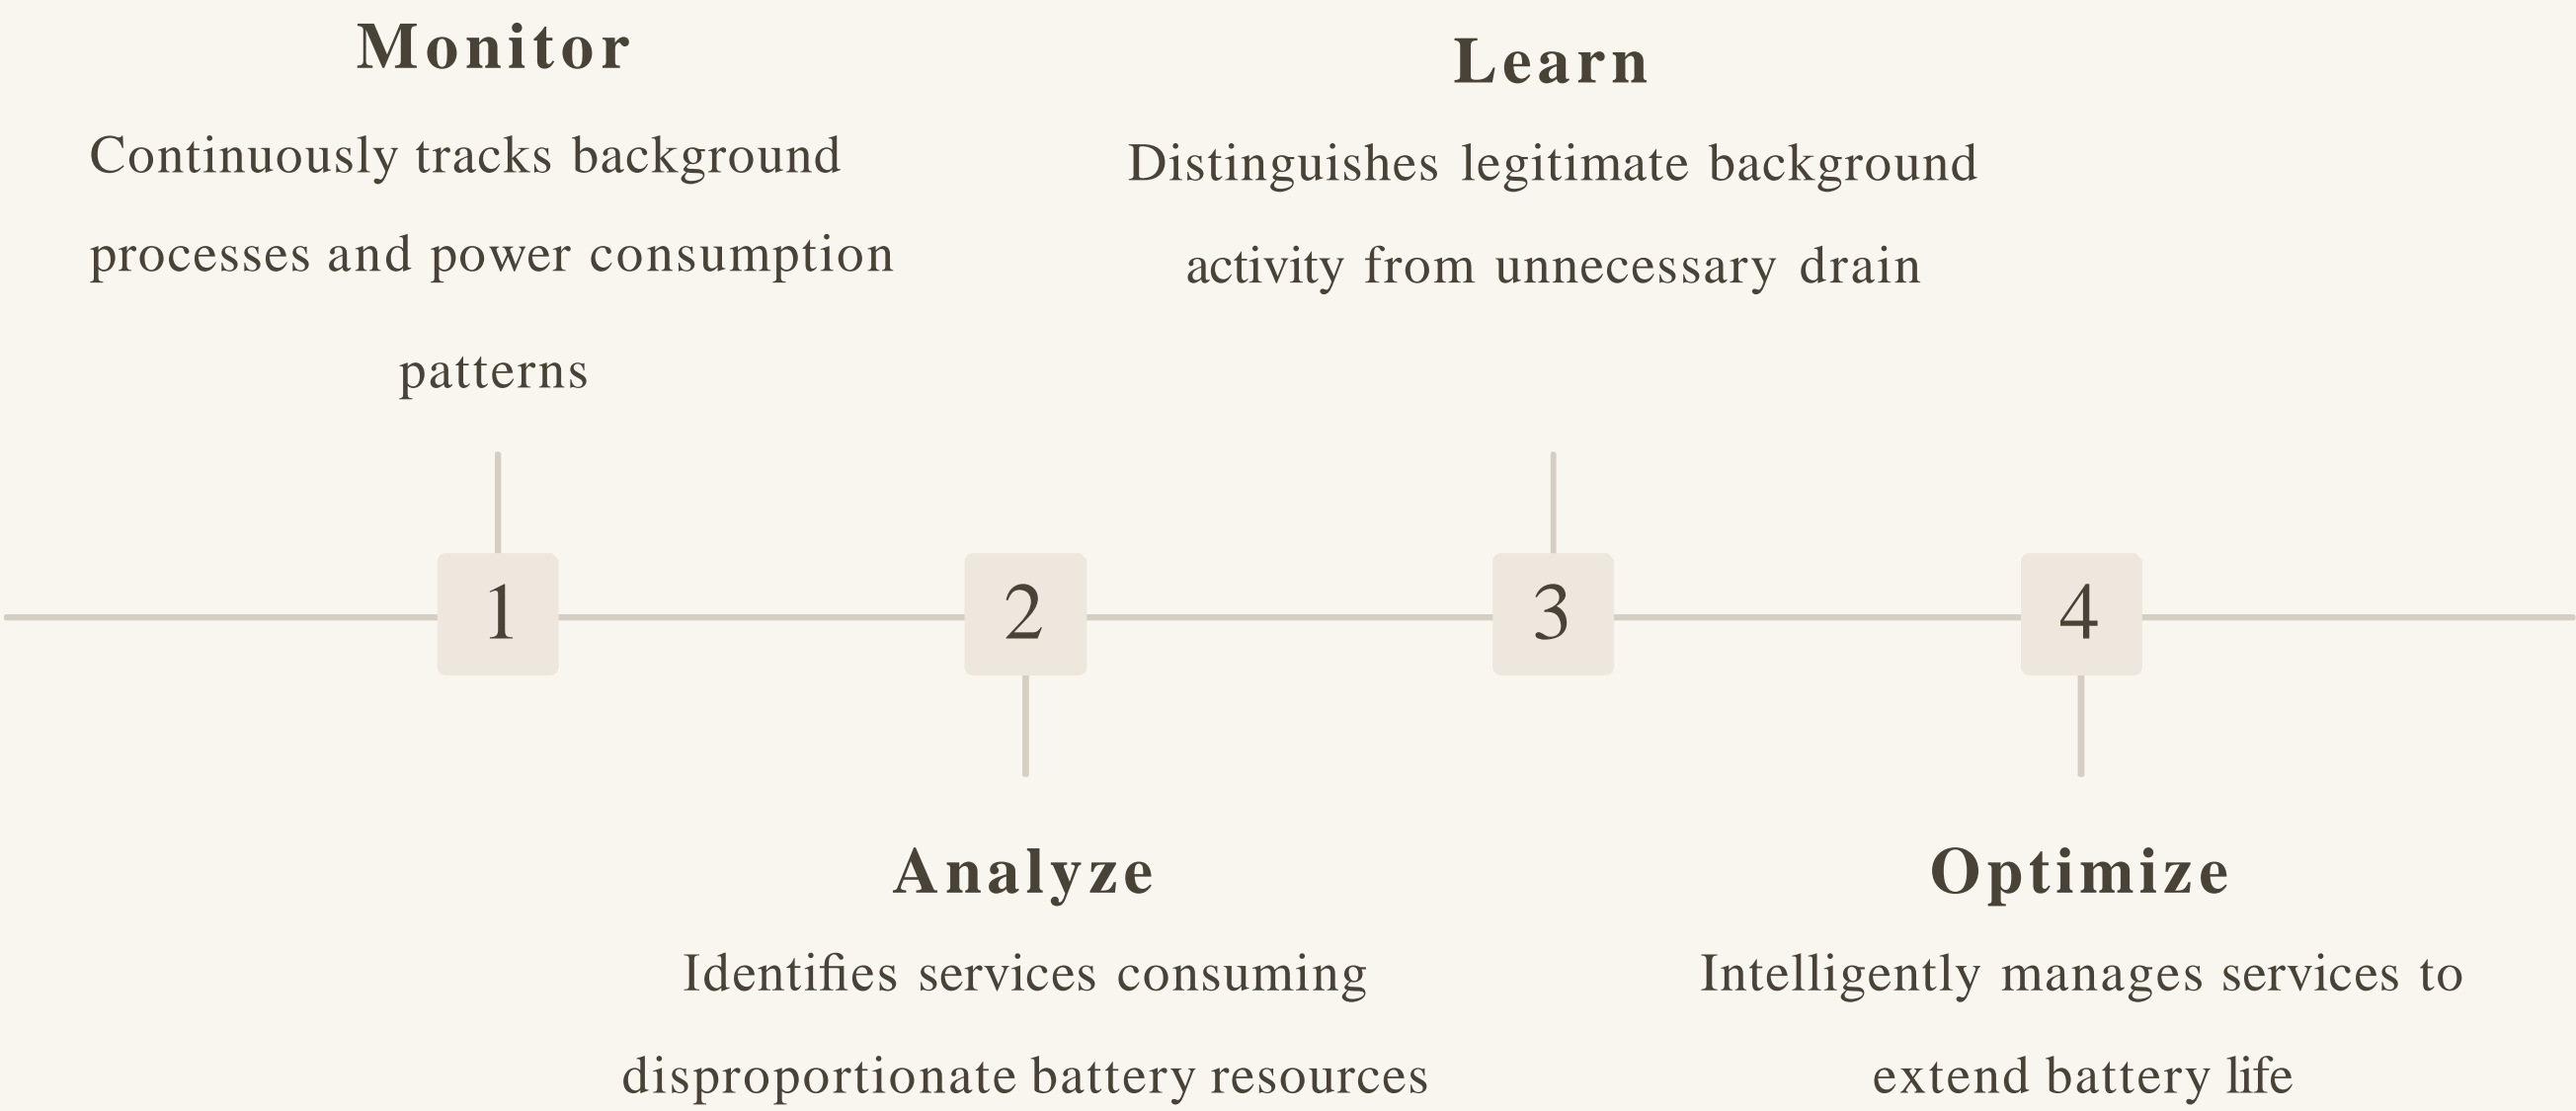 Monitor
Continuously tracks background
processes and power consumption
patterns
Learn
Distinguishes legitimate background
activity from unnecessary drain
1
2
3
4
Analyze
Identifies services consuming
disproportionate battery resources
Optimize
Intelligently manages services to
extend battery life